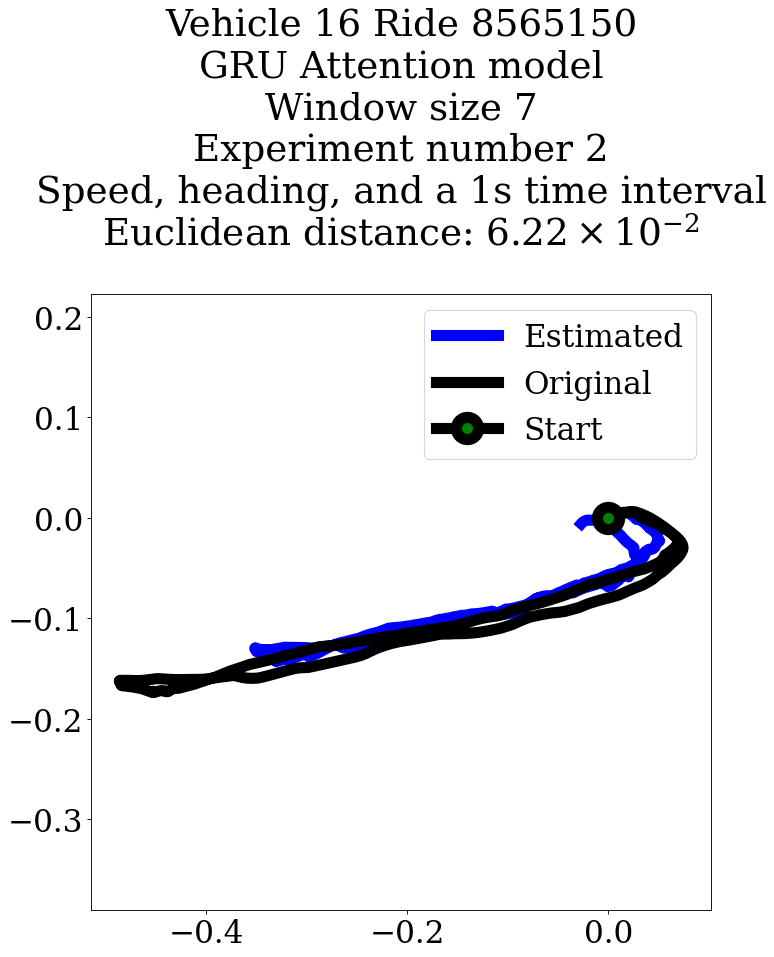 Vehicle 16 Ride 8565150
GRU Attention model
Window size 7
Experiment number 2
Speed, heading, and a 1s time interval
Euclidean distance: 6.22 × 10⁻²
Estimated
Original
Start
0.2
0.1
0.0
−0.1
−0.2
−0.3
−0.4
−0.2
0.0